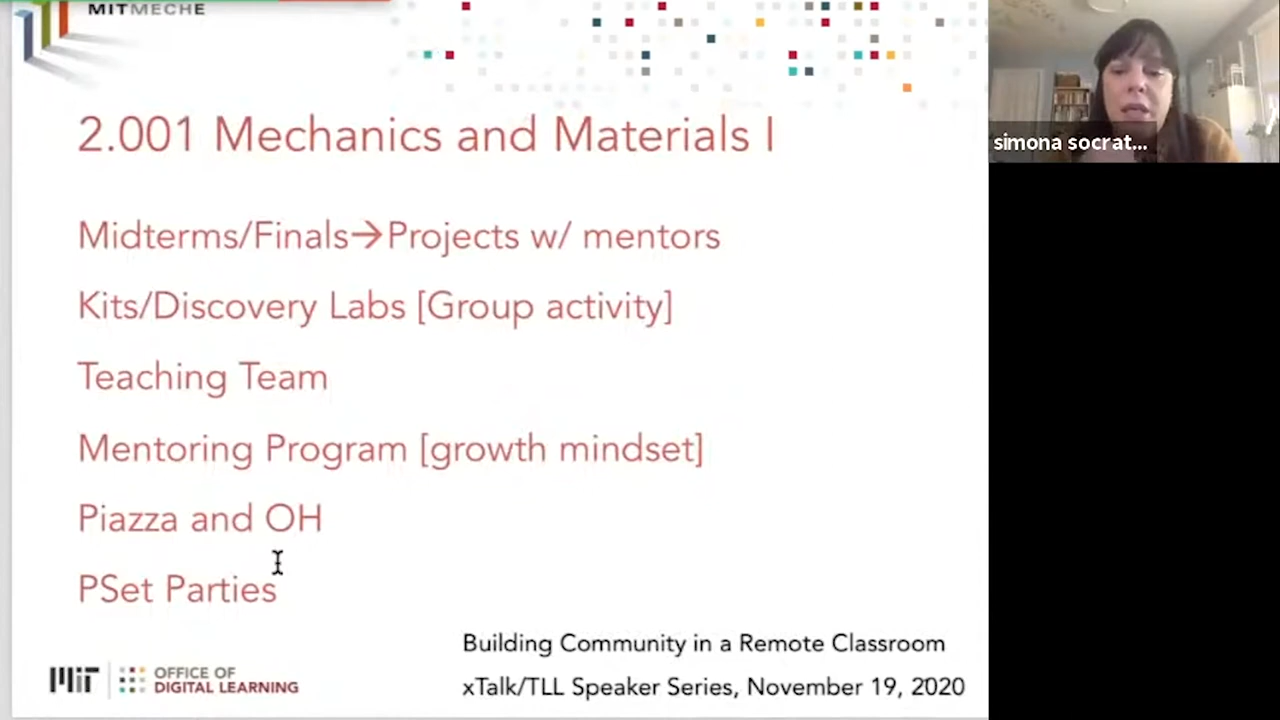 MITMECHE
2.001 Mechanics and Materials I
Midterms/Finals→Projects w/ mentors
Kits/Discovery Labs [Group activity]
Teaching Team
Mentoring Program [growth mindset]
Piazza and OH
PSet Parties
Building Community in a Remote Classroom
xTalk/TLL Speaker Series, November 19, 2020
MIT
OFFICE OF
DIGITAL LEARNING
simona socrat...